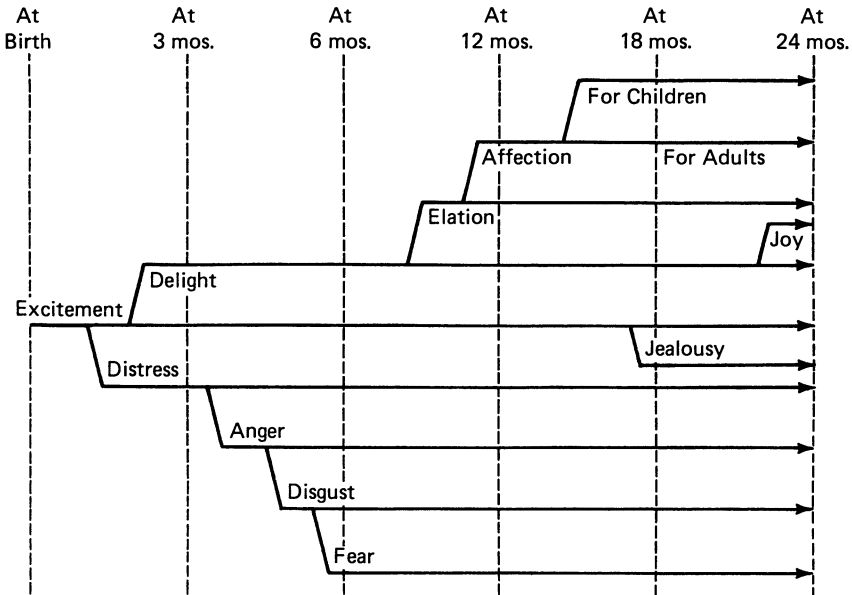 At At At At At At
Birth 3 mos. 6 mos. 12 mos. 18 mos. 24 mos.
For Children
Affection For Adults
Elation
Joy
Delight
Excitement
Jealousy
Distress
Anger
Disgust
Fear